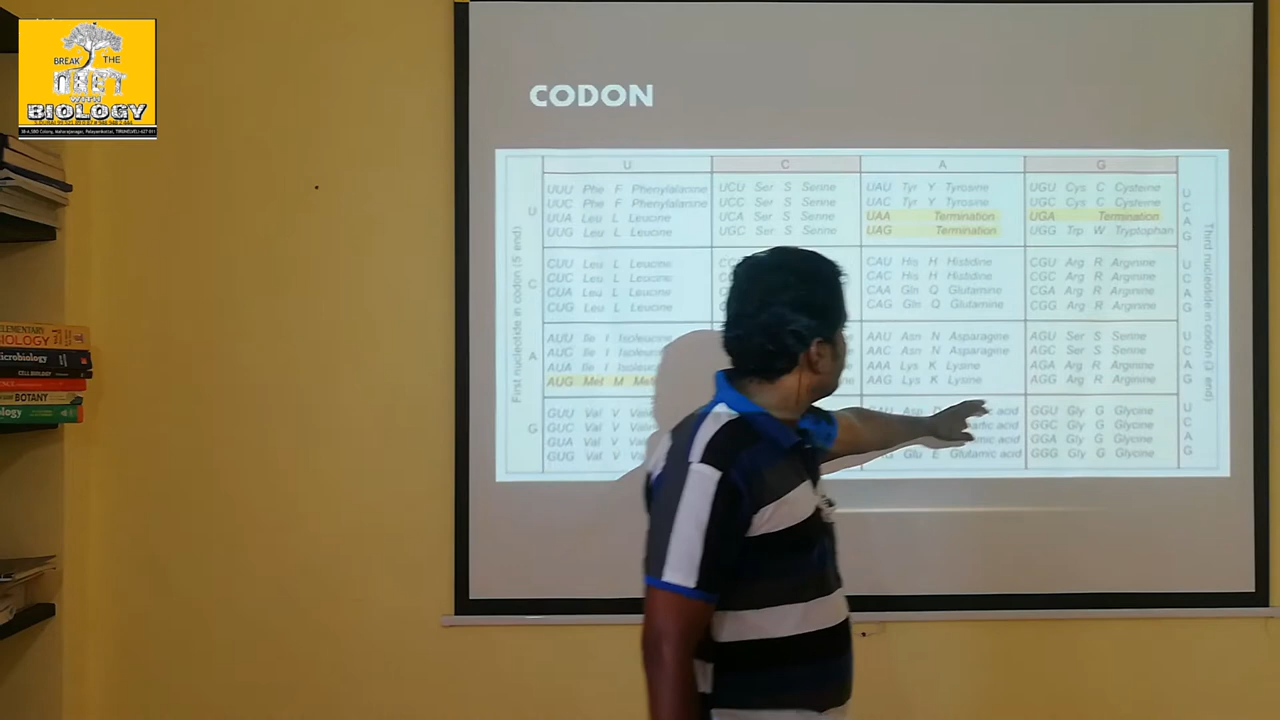 BREAK THE
NEET
WITH
BIOLOGY
CODON
U C A G
UUU Phe F Phenylalanine UCU Ser S Serine UAU Tyr Y Tyrosine UGU Cys C Cysteine U
UUC Phe F Phenylalanine UCC Ser S Serine UAC Tyr Y Tyrosine UGC Cys C Cysteine C
U UUA Leu L Leucine UCA Ser S Serine UAA Termination UGA Termination A
UUG Leu L Leucine UGC Ser S Serine UAG Termination UGG Trp W Tryptophan G
CUU Leu L Leucine CAU His H Histidine CGU Arg R Arginine U
CUC Leu L Leucine CAC His H Histidine CGC Arg R Arginine C
C CUA Leu L Leucine CAA Gln Q Glutamine CGA Arg R Arginine A
CUG Leu L Leucine CAG Gln Q Glutamine CGG Arg R Arginine G
AUU Ile I Isoleucine AAU Asn N Asparagine AGU Ser S Serine U
AUC Ile I AAC Asn N Asparagine AGC Ser S Serine C
A AUA Ile I AAA Lys K Lysine AGA Arg R Arginine A
AUG Met M AAG Lys K Lysine AGG Arg R Arginine G
GUU Val V Asp acid GGU Gly G Glycine U
GUC Val V acid GGC Gly G Glycine C
G GUA Val V acid GGA Gly G Glycine A
GUG Val V Glu E Glutamic acid GGG Gly G Glycine G
First nucleotide in codon (5' end)
Third nucleotide in codon (3' end)
ELEMENTARY
BIOLOGY
Microbiology
CELL BIOLOGY
BOTANY